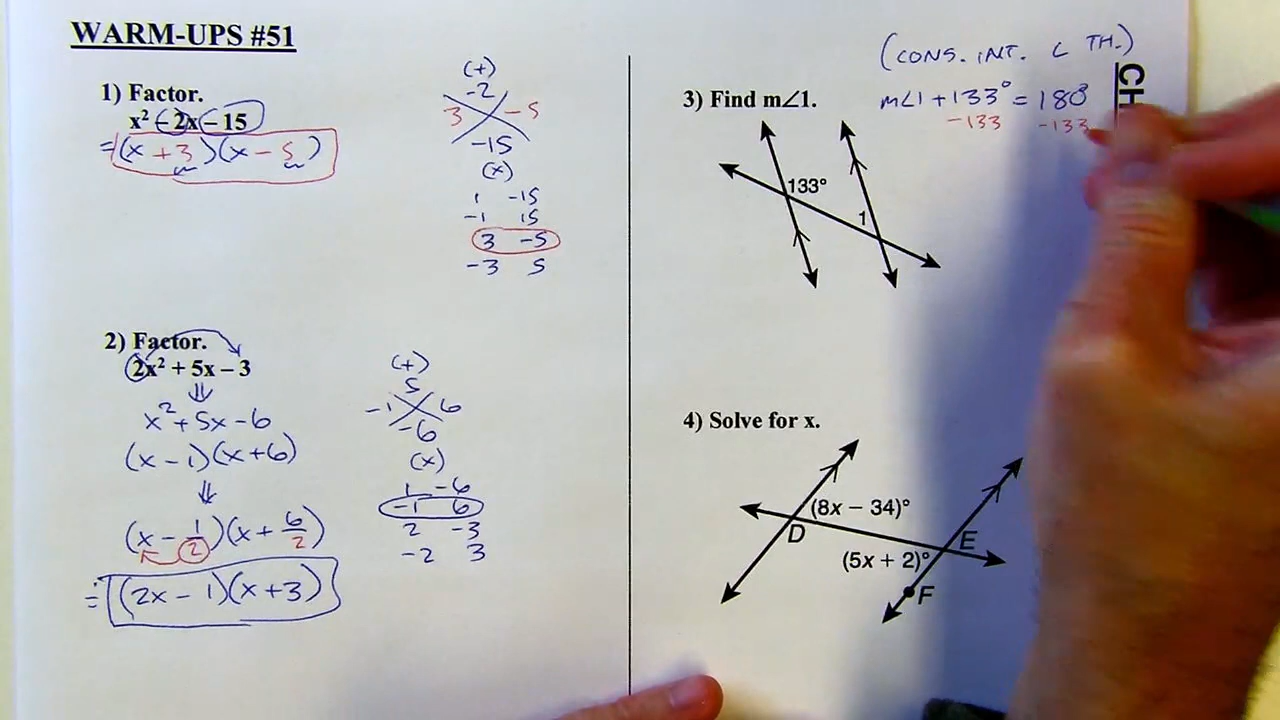 WARM-UPS #51
1) Factor.
x² − 2x − 15
=(x + 3)(x − 5)
(+)
-2
3 -5
-15
(x)
1 -15
-1 15
3 -5
-3 5
2) Factor.
2x² + 5x − 3
⇓
x² + 5x − 6
(x − 1)(x + 6)
⇓
(x − 1/2)(x + 6/2)
= (2x − 1)(x + 3)
(+)
5
-1 6
-6
(x)
1 -6
-1 6
2 -3
-2 3
(CONS. INT. ∠ TH.)
3) Find m∠1.
m∠1 + 133° = 180°
-133 -133
133°
1
CH
4) Solve for x.
(8x − 34)°
D
E
(5x + 2)°
F